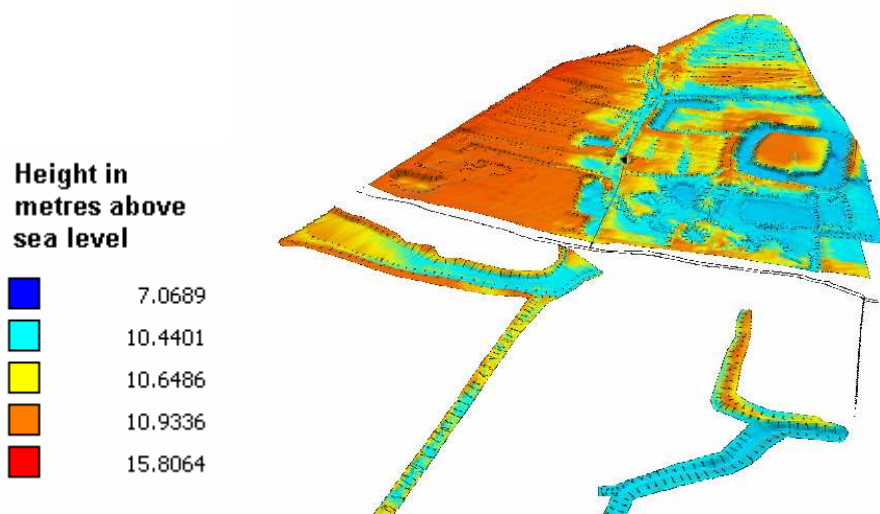 Height in
metres above
sea level
7.0689
10.4401
10.6486
10.9336
15.8064